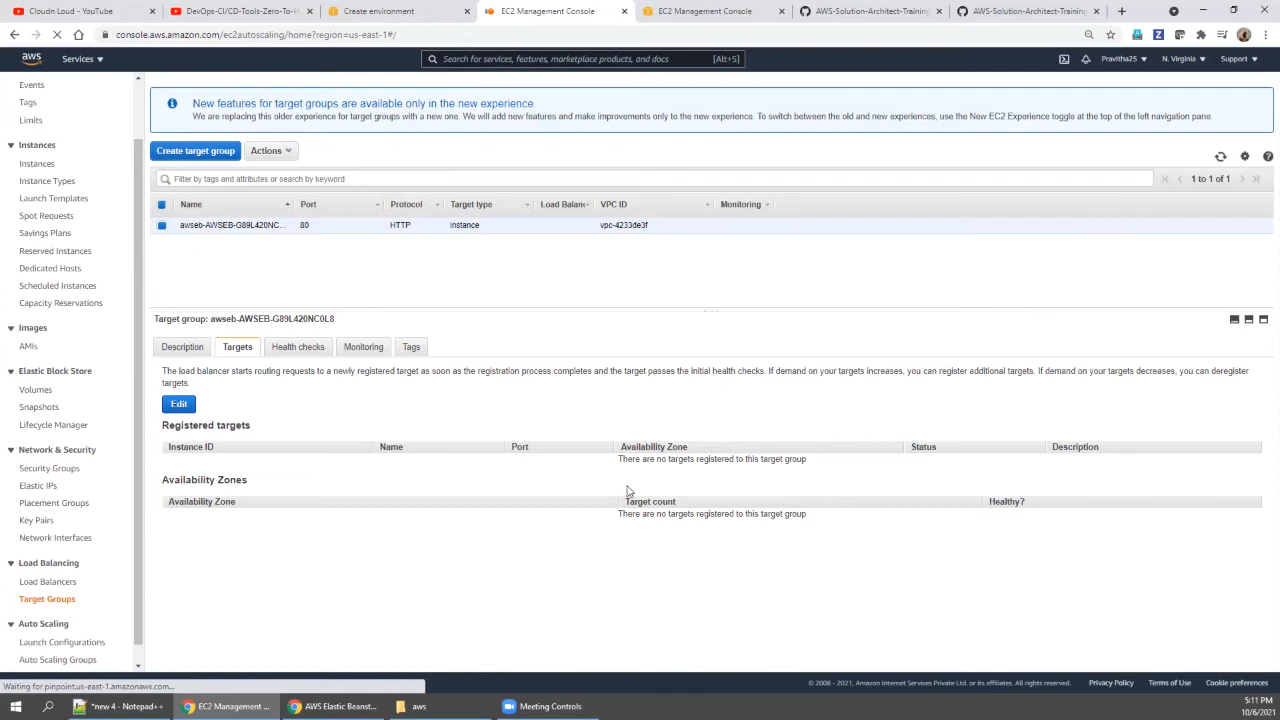 Cloudn Loud - YouTube
DevOps-CI/CD-Tools-Zero-To-H
Create environment
EC2 Management Console
EC2 Management Console
AWS-Solution-Architect-Training
AWS-Solution-Architect-Training
console.aws.amazon.com/ec2autoscaling/home?region=us-east-1#/
aws
Services
Search for services, features, marketplace products, and docs
[Alt+S]
Pravitha25
N. Virginia
Support
Events
Tags
Limits
Instances
Instances
Instance Types
Launch Templates
Spot Requests
Savings Plans
Reserved Instances
Dedicated Hosts
Scheduled Instances
Capacity Reservations
Images
AMIs
Elastic Block Store
Volumes
Snapshots
Lifecycle Manager
Network & Security
Security Groups
Elastic IPs
Placement Groups
Key Pairs
Network Interfaces
Load Balancing
Load Balancers
Target Groups
Auto Scaling
Launch Configurations
Auto Scaling Groups
New features for target groups are available only in the new experience
We are replacing this older experience for target groups with a new one. We will add new features and make improvements only to the new experience. To switch between the old and new experiences, use the New EC2 Experience toggle at the top of the left navigation pane.
Create target group
Actions
Filter by tags and attributes or search by keyword
1 to 1 of 1
Name Port Protocol Target type Load Balanc VPC ID Monitoring
awseb-AWSEB-G89L420NC... 80 HTTP instance vpc-4233de3f
Target group: awseb-AWSEB-G89L420NC0L8
Description Targets Health checks Monitoring Tags
The load balancer starts routing requests to a newly registered target as soon as the registration process completes and the target passes the initial health checks. If demand on your targets increases, you can register additional targets. If demand on your targets decreases, you can deregister
targets.
Edit
Registered targets
Instance ID Name Port Availability Zone Status Description
There are no targets registered to this target group
Availability Zones
Availability Zone Target count Healthy?
There are no targets registered to this target group
Waiting for pinpoint.us-east-1.amazonaws.com...
© 2008 - 2021, Amazon Internet Services Private Ltd. or its affiliates. All rights reserved.
Privacy Policy
Terms of Use
Cookie preferences
*new 4 - Notepad++
EC2 Management ...
AWS Elastic Beanst...
aws
Meeting Controls
5:11 PM
10/6/2021